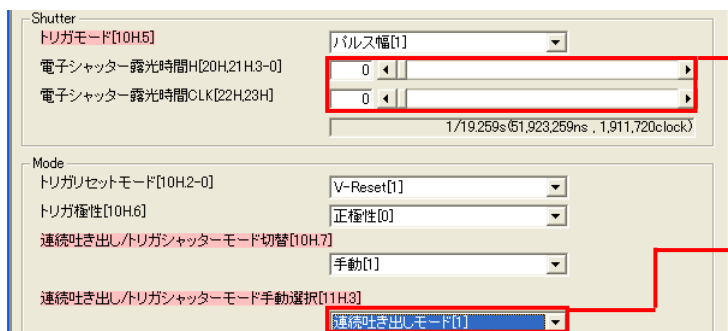 Shutter
トリガモード[10H.5]
パルス幅[1]
電子シャッター露光時間H[20H,21H.3-0]
0
電子シャッター露光時間CLK[22H,23H]
0
1/19.259s(51,923,259ns , 1,911,720clock)
Mode
トリガリセットモード[10H.2-0]
V-Reset[1]
トリガ極性[10H.6]
正極性[0]
連続吐き出し/トリガシャッターモード切替[10H.7]
手動[1]
連続吐き出し/トリガシャッターモード手動選択[11H.3]
連続吐き出しモード[1]